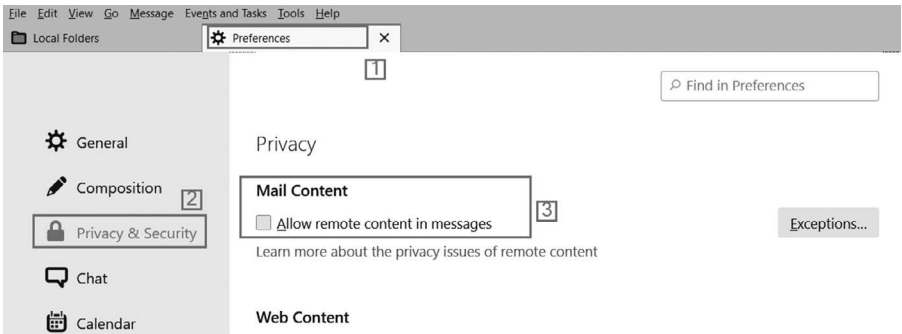 File Edit View Go Message Events and Tasks Tools Help
Local Folders
Preferences
1
Find in Preferences
General
Privacy
Composition
2
Mail Content
Allow remote content in messages
3
Privacy & Security
Exceptions...
Learn more about the privacy issues of remote content
Chat
Calendar
Web Content